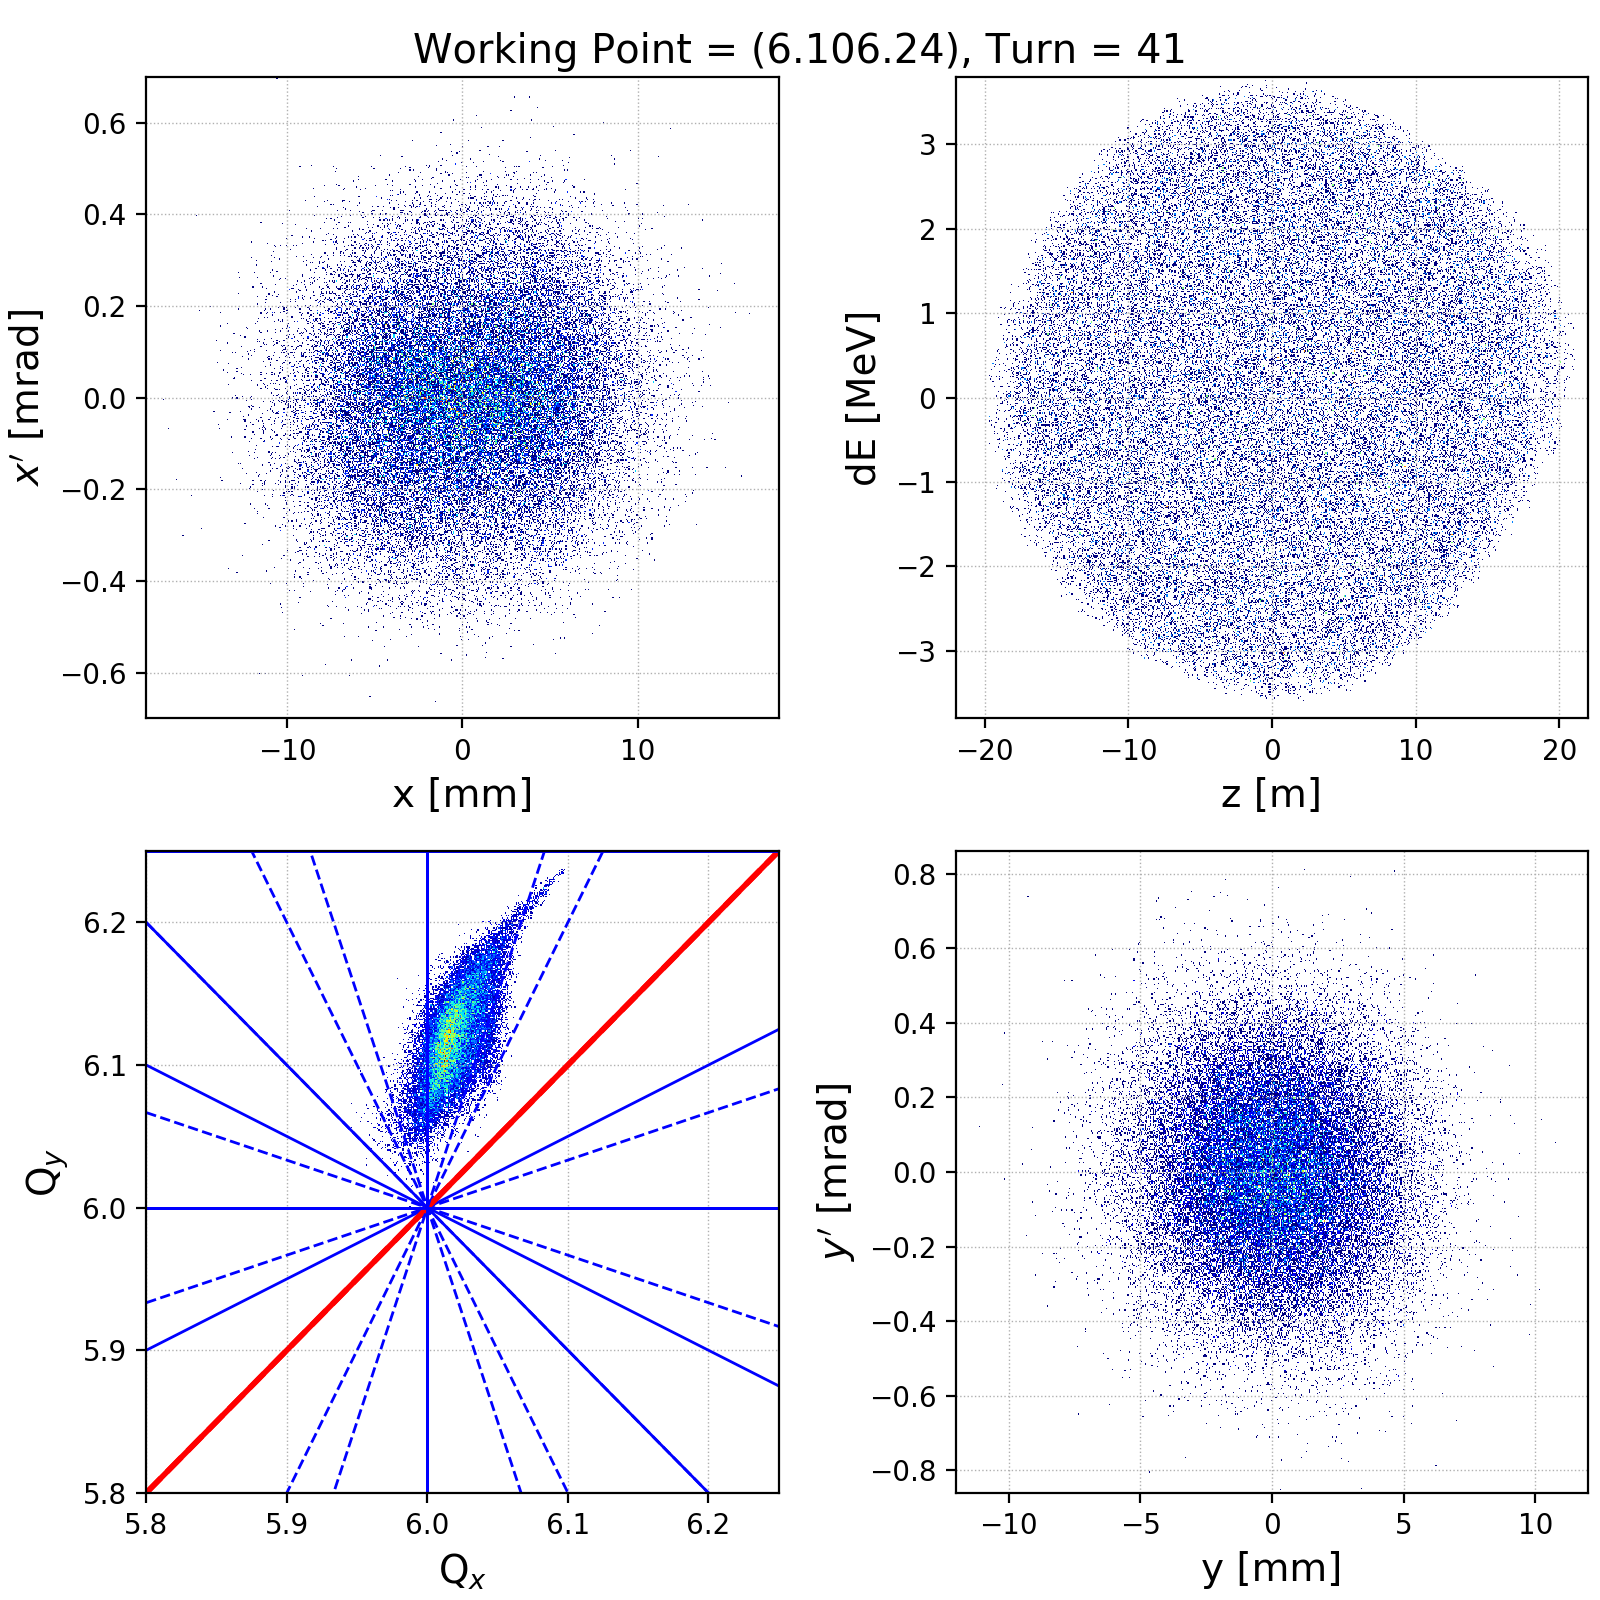 Working Point = (6.106.24), Turn = 41
0.6
0.4
0.2
0.0
−0.2
−0.4
−0.6
x′ [mrad]
−10 0 10
x [mm]
3
2
1
0
−1
−2
−3
dE [MeV]
−20 −10 0 10 20
z [m]
6.2
6.1
6.0
5.9
5.8
Qy
5.8 5.9 6.0 6.1 6.2
Qx
0.8
0.6
0.4
0.2
0.0
−0.2
−0.4
−0.6
−0.8
y′ [mrad]
−10 −5 0 5 10
y [mm]